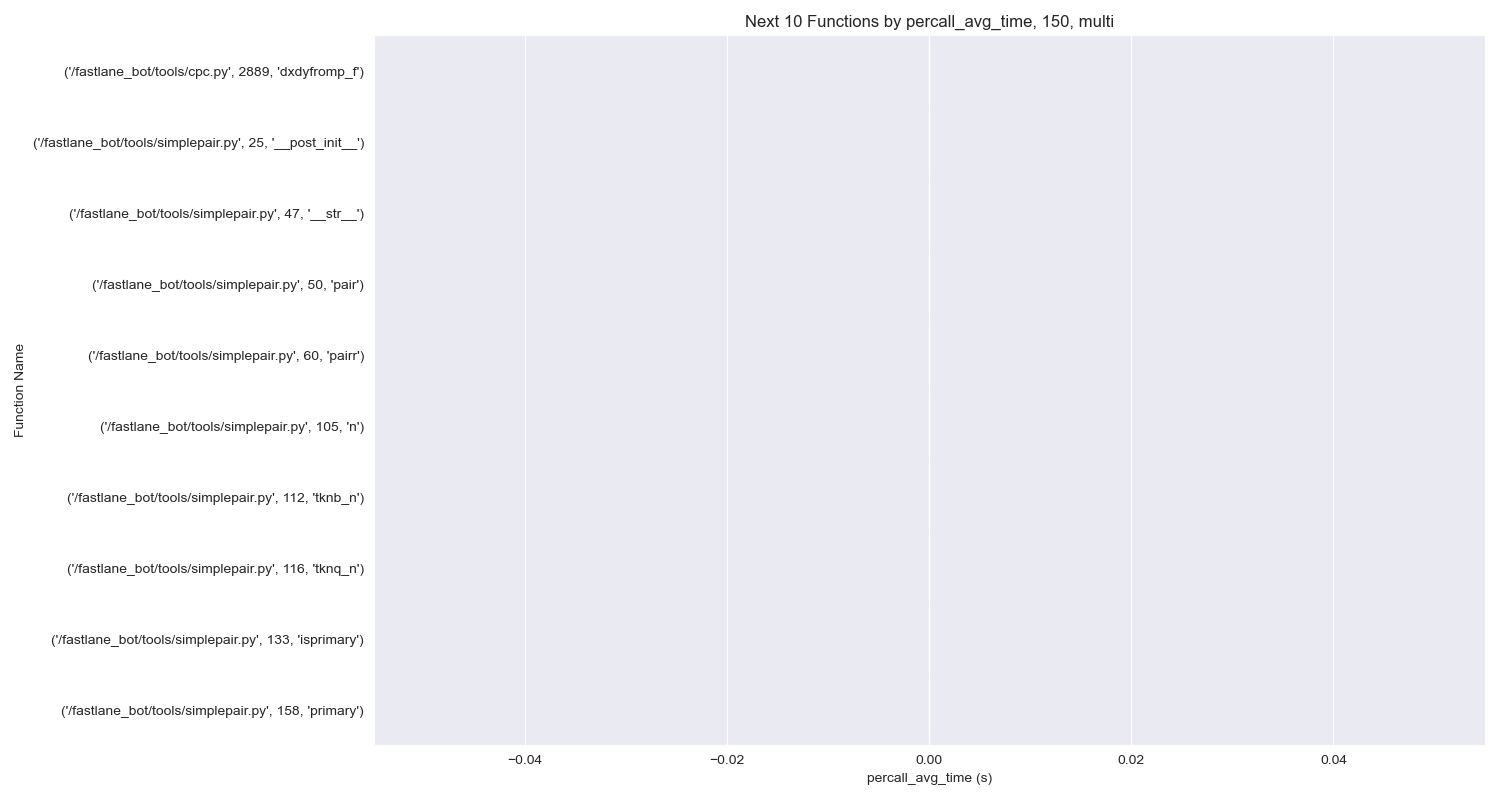 Next 10 Functions by percall_avg_time, 150, multi
('/fastlane_bot/tools/cpc.py', 2889, 'dxdyfromp_f')
('/fastlane_bot/tools/simplepair.py', 25, '__post_init__')
('/fastlane_bot/tools/simplepair.py', 47, '__str__')
('/fastlane_bot/tools/simplepair.py', 50, 'pair')
('/fastlane_bot/tools/simplepair.py', 60, 'pairr')
('/fastlane_bot/tools/simplepair.py', 105, 'n')
('/fastlane_bot/tools/simplepair.py', 112, 'tknb_n')
('/fastlane_bot/tools/simplepair.py', 116, 'tknq_n')
('/fastlane_bot/tools/simplepair.py', 133, 'isprimary')
('/fastlane_bot/tools/simplepair.py', 158, 'primary')
Function Name
−0.04 −0.02 0.00 0.02 0.04
percall_avg_time (s)